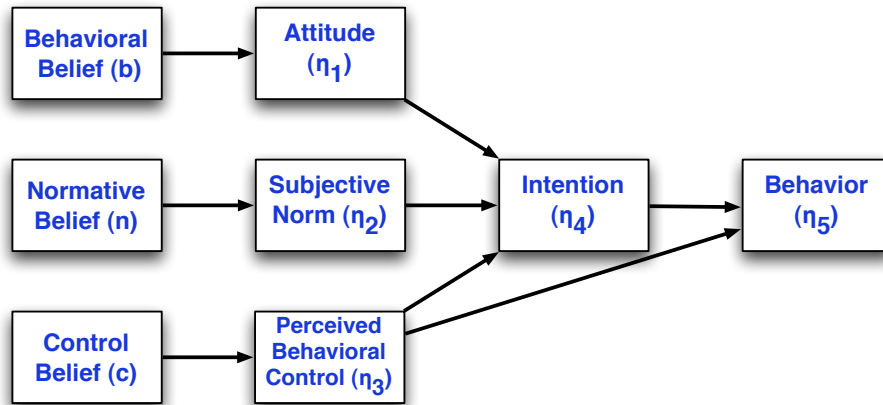 Behavioral
Belief (b)
Attitude
(η1)
Normative
Belief (n)
Subjective
Norm (η2)
Intention
(η4)
Behavior
(η5)
Control
Belief (c)
Perceived
Behavioral
Control (η3)